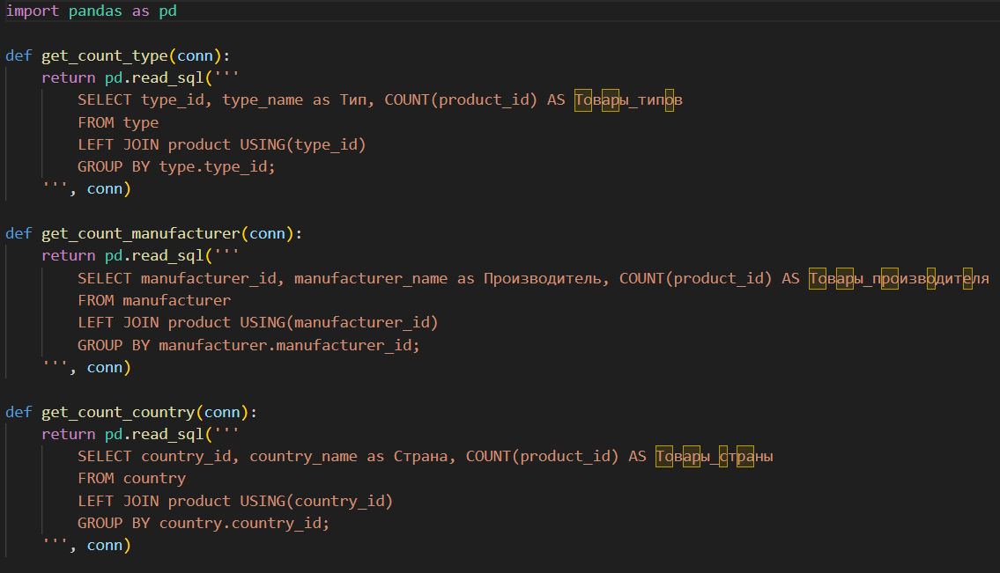 import pandas as pd
def get_count_type(conn):
    return pd.read_sql('''
        SELECT type_id, type_name as Тип, COUNT(product_id) AS Товары_типов
        FROM type
        LEFT JOIN product USING(type_id)
        GROUP BY type.type_id;
    ''', conn)
def get_count_manufacturer(conn):
    return pd.read_sql('''
        SELECT manufacturer_id, manufacturer_name as Производитель, COUNT(product_id) AS Товары_производителя
        FROM manufacturer
        LEFT JOIN product USING(manufacturer_id)
        GROUP BY manufacturer.manufacturer_id;
    ''', conn)
def get_count_country(conn):
    return pd.read_sql('''
        SELECT country_id, country_name as Страна, COUNT(product_id) AS Товары_страны
        FROM country
        LEFT JOIN product USING(country_id)
        GROUP BY country.country_id;
    ''', conn)